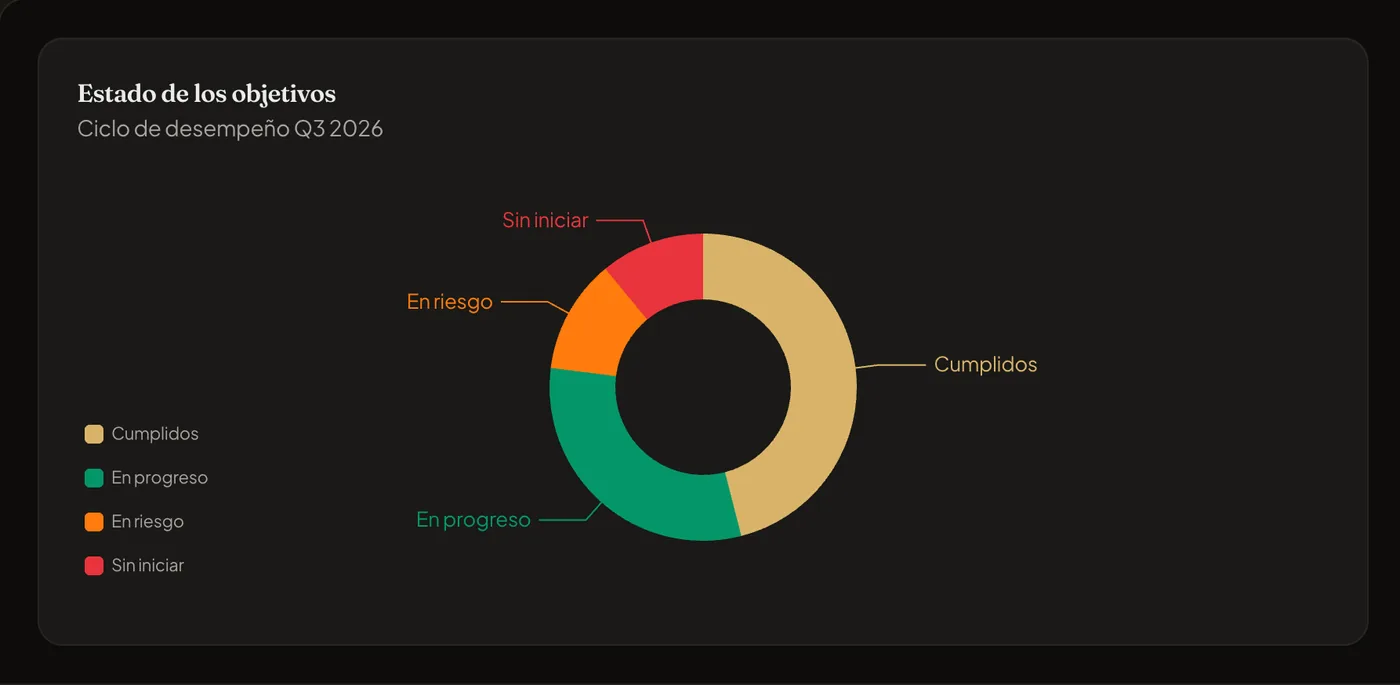 Estado de los objetivos
Ciclo de desempeño Q3 2026
Sin iniciar
En riesgo
Cumplidos
En progreso
Cumplidos
En progreso
En riesgo
Sin iniciar